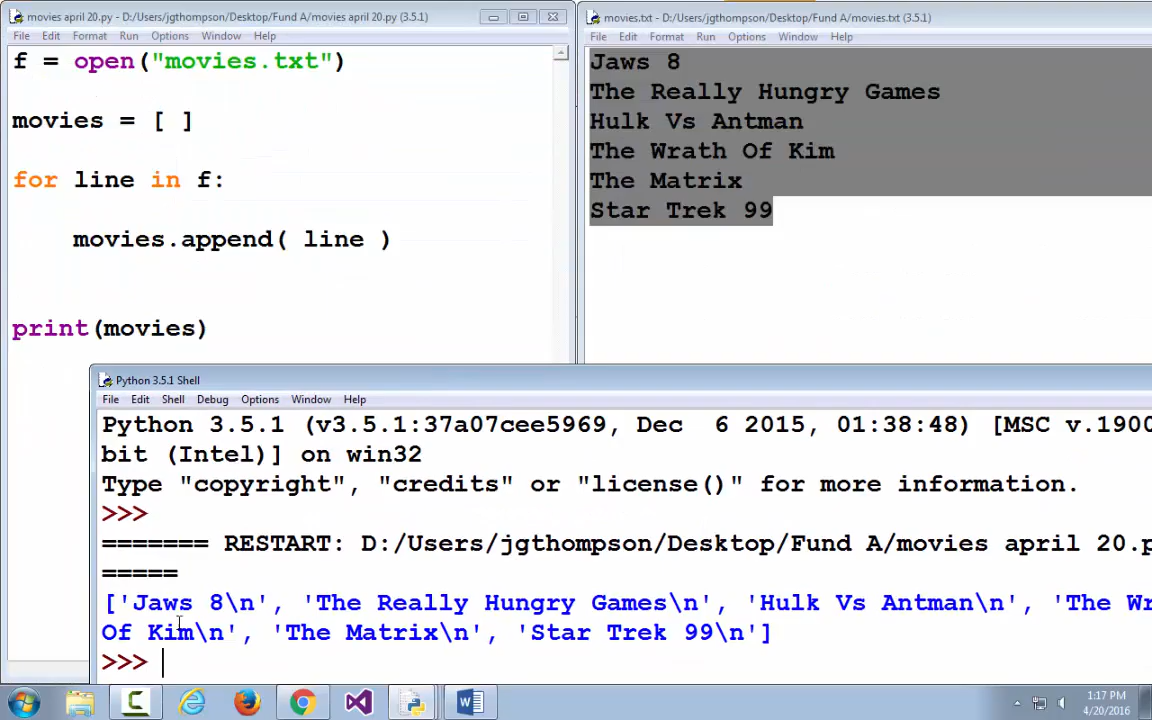 movies april 20.py - D:/Users/jgthompson/Desktop/Fund A/movies april 20.py (3.5.1)
File Edit Format Run Options Window Help
f = open("movies.txt")
movies = [ ]
for line in f:
movies.append( line )
print(movies)
movies.txt - D:/Users/jgthompson/Desktop/Fund A/movies.txt (3.5.1)
File Edit Format Run Options Window Help
Jaws 8
The Really Hungry Games
Hulk Vs Antman
The Wrath Of Kim
The Matrix
Star Trek 99
Python 3.5.1 Shell
File Edit Shell Debug Options Window Help
Python 3.5.1 (v3.5.1:37a07cee5969, Dec  6 2015, 01:38:48) [MSC v.1900
bit (Intel)] on win32
Type "copyright", "credits" or "license()" for more information.
>>>
======= RESTART: D:/Users/jgthompson/Desktop/Fund A/movies april 20.p
=====
['Jaws 8\n', 'The Really Hungry Games\n', 'Hulk Vs Antman\n', 'The Wr
Of Kim\n', 'The Matrix\n', 'Star Trek 99\n']
>>>
1:17 PM
4/20/2016